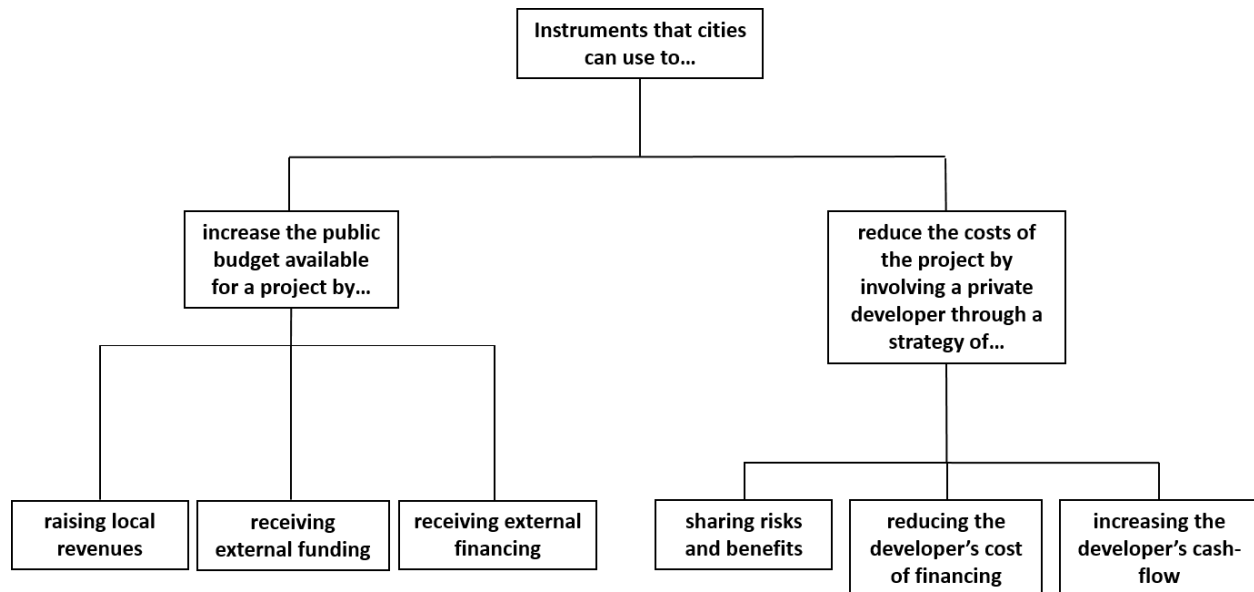 Instruments that cities
can use to…
increase the public
budget available
for a project by…
reduce the costs of
the project by
involving a private
developer through a
strategy of…
raising local
revenues
receiving
external funding
receiving external
financing
sharing risks
and benefits
reducing the
developer's cost
of financing
increasing the
developer's cash-
flow